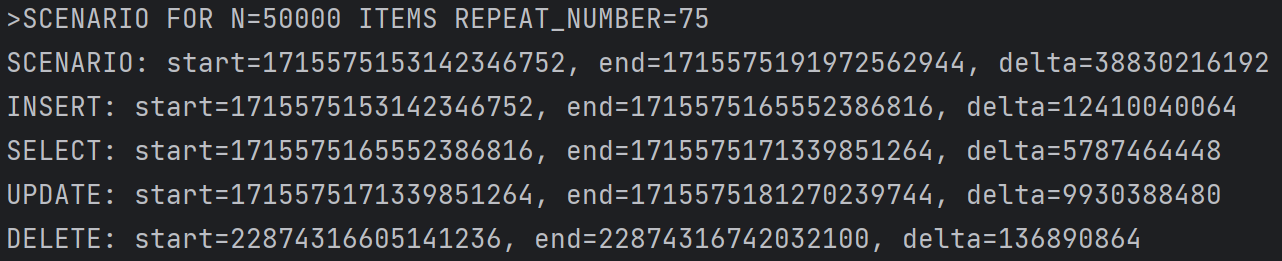 >SCENARIO FOR N=50000 ITEMS REPEAT_NUMBER=75
SCENARIO: start=1715575153142346752, end=1715575191972562944, delta=38830216192
INSERT: start=1715575153142346752, end=1715575165552386816, delta=12410040064
SELECT: start=1715575165552386816, end=1715575171339851264, delta=5787464448
UPDATE: start=1715575171339851264, end=1715575181270239744, delta=9930388480
DELETE: start=22874316605141236, end=22874316742032100, delta=136890864